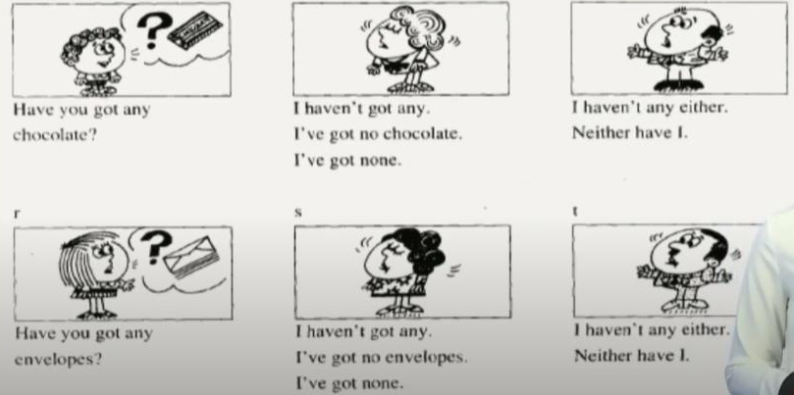 ?
Have you got any
chocolate?
I haven't got any.
I've got no chocolate.
I've got none.
I haven't any either.
Neither have I.
r
s
t
?
Have you got any
envelopes?
I haven't got any.
I've got no envelopes.
I've got none.
I haven't any either.
Neither have I.